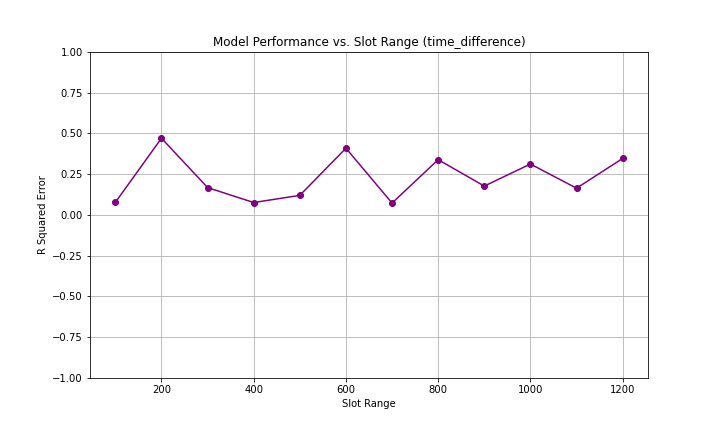 Model Performance vs. Slot Range (time_difference)
1.00
0.75
0.50
0.25
0.00
−0.25
−0.50
−0.75
−1.00
R Squared Error
200 400 600 800 1000 1200
Slot Range